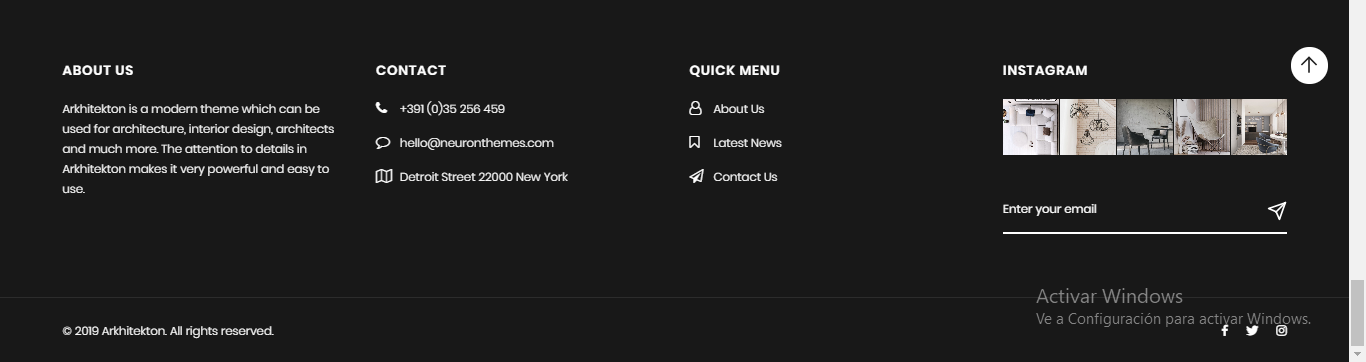 ABOUT US
Arkhitekton is a modern theme which can be
used for architecture, interior design, architects
and much more. The attention to details in
Arkhitekton makes it very powerful and easy to
use.
CONTACT
+391 (0)35 256 459
hello@neuronthemes.com
Detroit Street 22000 New York
QUICK MENU
About Us
Latest News
Contact Us
INSTAGRAM
Enter your email
Activar Windows
Ve a Configuración para activar Windows.
© 2019 Arkhitekton. All rights reserved.